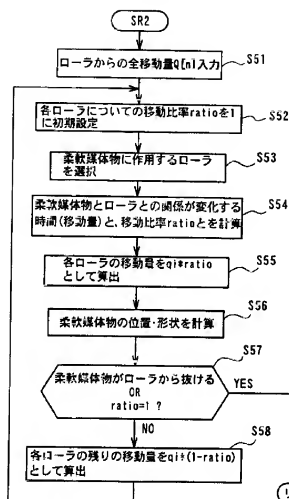 SR2
S51
ローラからの全移動量Q[n]入力
S52
各ローラについての移動比率ratioを1
に初期設定
S53
柔軟媒体物に作用するローラ
を選択
S54
柔軟媒体物とローラとの関係が変化する
時間(移動量)と、移動比率ratioとを計算
S55
各ローラの移動量をqi*ratio
として算出
S56
柔軟媒体物の位置・形状を計算
S57
柔軟媒体物がローラから抜ける
OR
ratio=1 ?
YES
NO
S58
各ローラの残りの移動量をqi*(1-ratio)
として算出